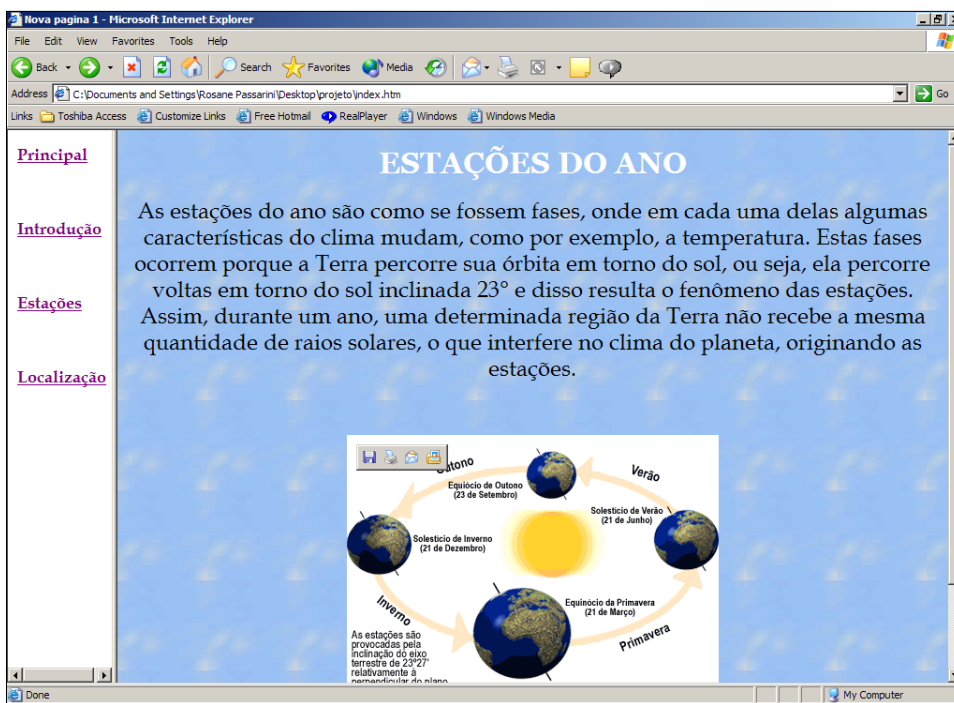 Nova pagina 1 - Microsoft Internet Explorer
File Edit View Favorites Tools Help
Back Search Favorites Media
Address C:\Documents and Settings\Rosane Passarini\Desktop\projeto\index.htm Go
Links Toshiba Access Customize Links Free Hotmail RealPlayer Windows Windows Media
Principal
Introdução
Estações
Localização
ESTAÇÕES DO ANO
As estações do ano são como se fossem fases, onde em cada uma delas algumas
características do clima mudam, como por exemplo, a temperatura. Estas fases
ocorrem porque a Terra percorre sua órbita em torno do sol, ou seja, ela percorre
voltas em torno do sol inclinada 23° e disso resulta o fenômeno das estações.
Assim, durante um ano, uma determinada região da Terra não recebe a mesma
quantidade de raios solares, o que interfere no clima do planeta, originando as
estações.
Outono
Verão
Equiócio de Outono
(23 de Setembro)
Solestício de Verão
(21 de Junho)
Solestício de Inverno
(21 de Dezembro)
Inverno
Equinócio da Primavera
(21 de Março)
Primavera
As estações são
provocadas pela
inclinação do eixo
terrestre de 23º27'
relativamente à
perpendicular do plano
Done My Computer